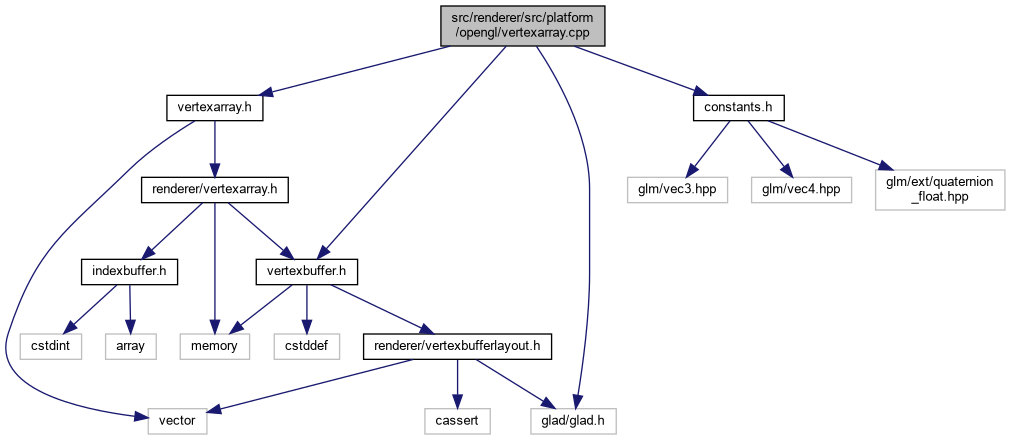 src/renderer/src/platform
/opengl/vertexarray.cpp
vertexarray.h
constants.h
renderer/vertexarray.h
glm/vec3.hpp
glm/vec4.hpp
glm/ext/quaternion
_float.hpp
indexbuffer.h
vertexbuffer.h
cstdint
array
memory
cstddef
renderer/vertexbufferlayout.h
vector
cassert
glad/glad.h